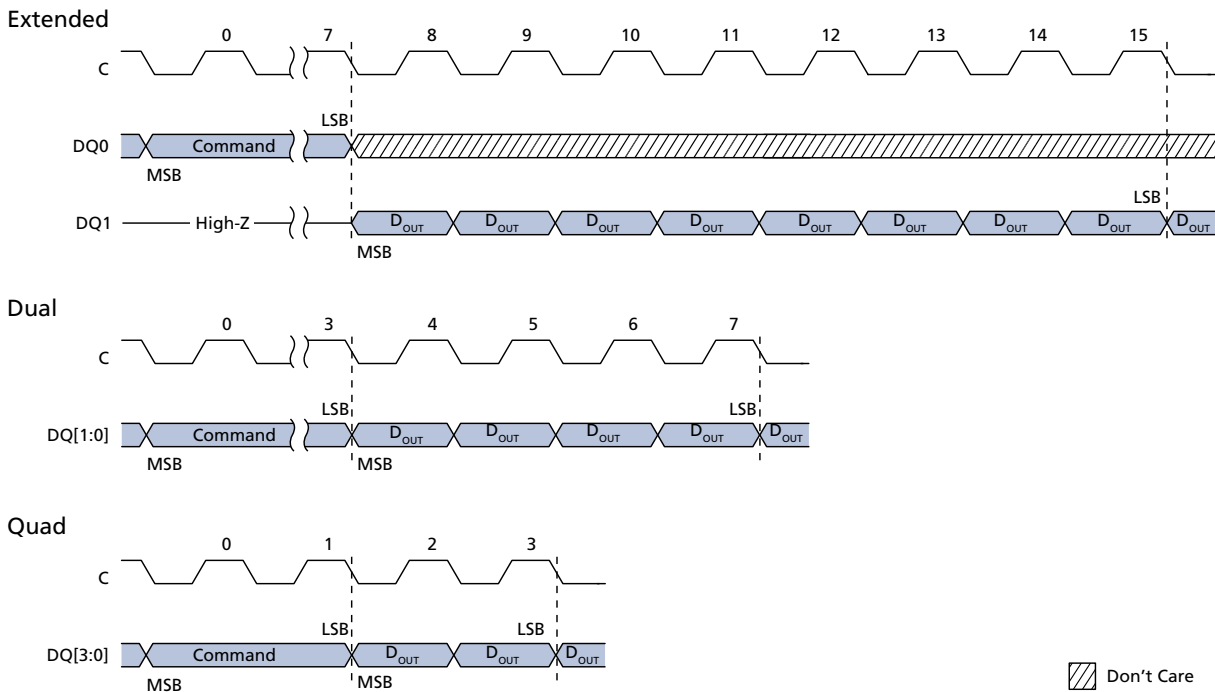 Extended
0 7 8 9 10 11 12 13 14 15
C
LSB
DQ0 Command
MSB
LSB
DQ1 High-Z DOUT DOUT DOUT DOUT DOUT DOUT DOUT DOUT DOUT
MSB
Dual
0 3 4 5 6 7
C
LSB LSB
DQ[1:0] Command DOUT DOUT DOUT DOUT DOUT
MSB MSB
Quad
0 1 2 3
C
LSB LSB
DQ[3:0] Command DOUT DOUT DOUT
MSB MSB
Don't Care